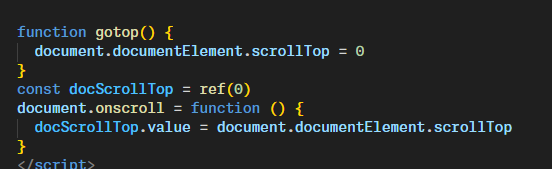 function gotop() {
  document.documentElement.scrollTop = 0
}
const docScrollTop = ref(0)
document.onscroll = function () {
  docScrollTop.value = document.documentElement.scrollTop
}
</script>